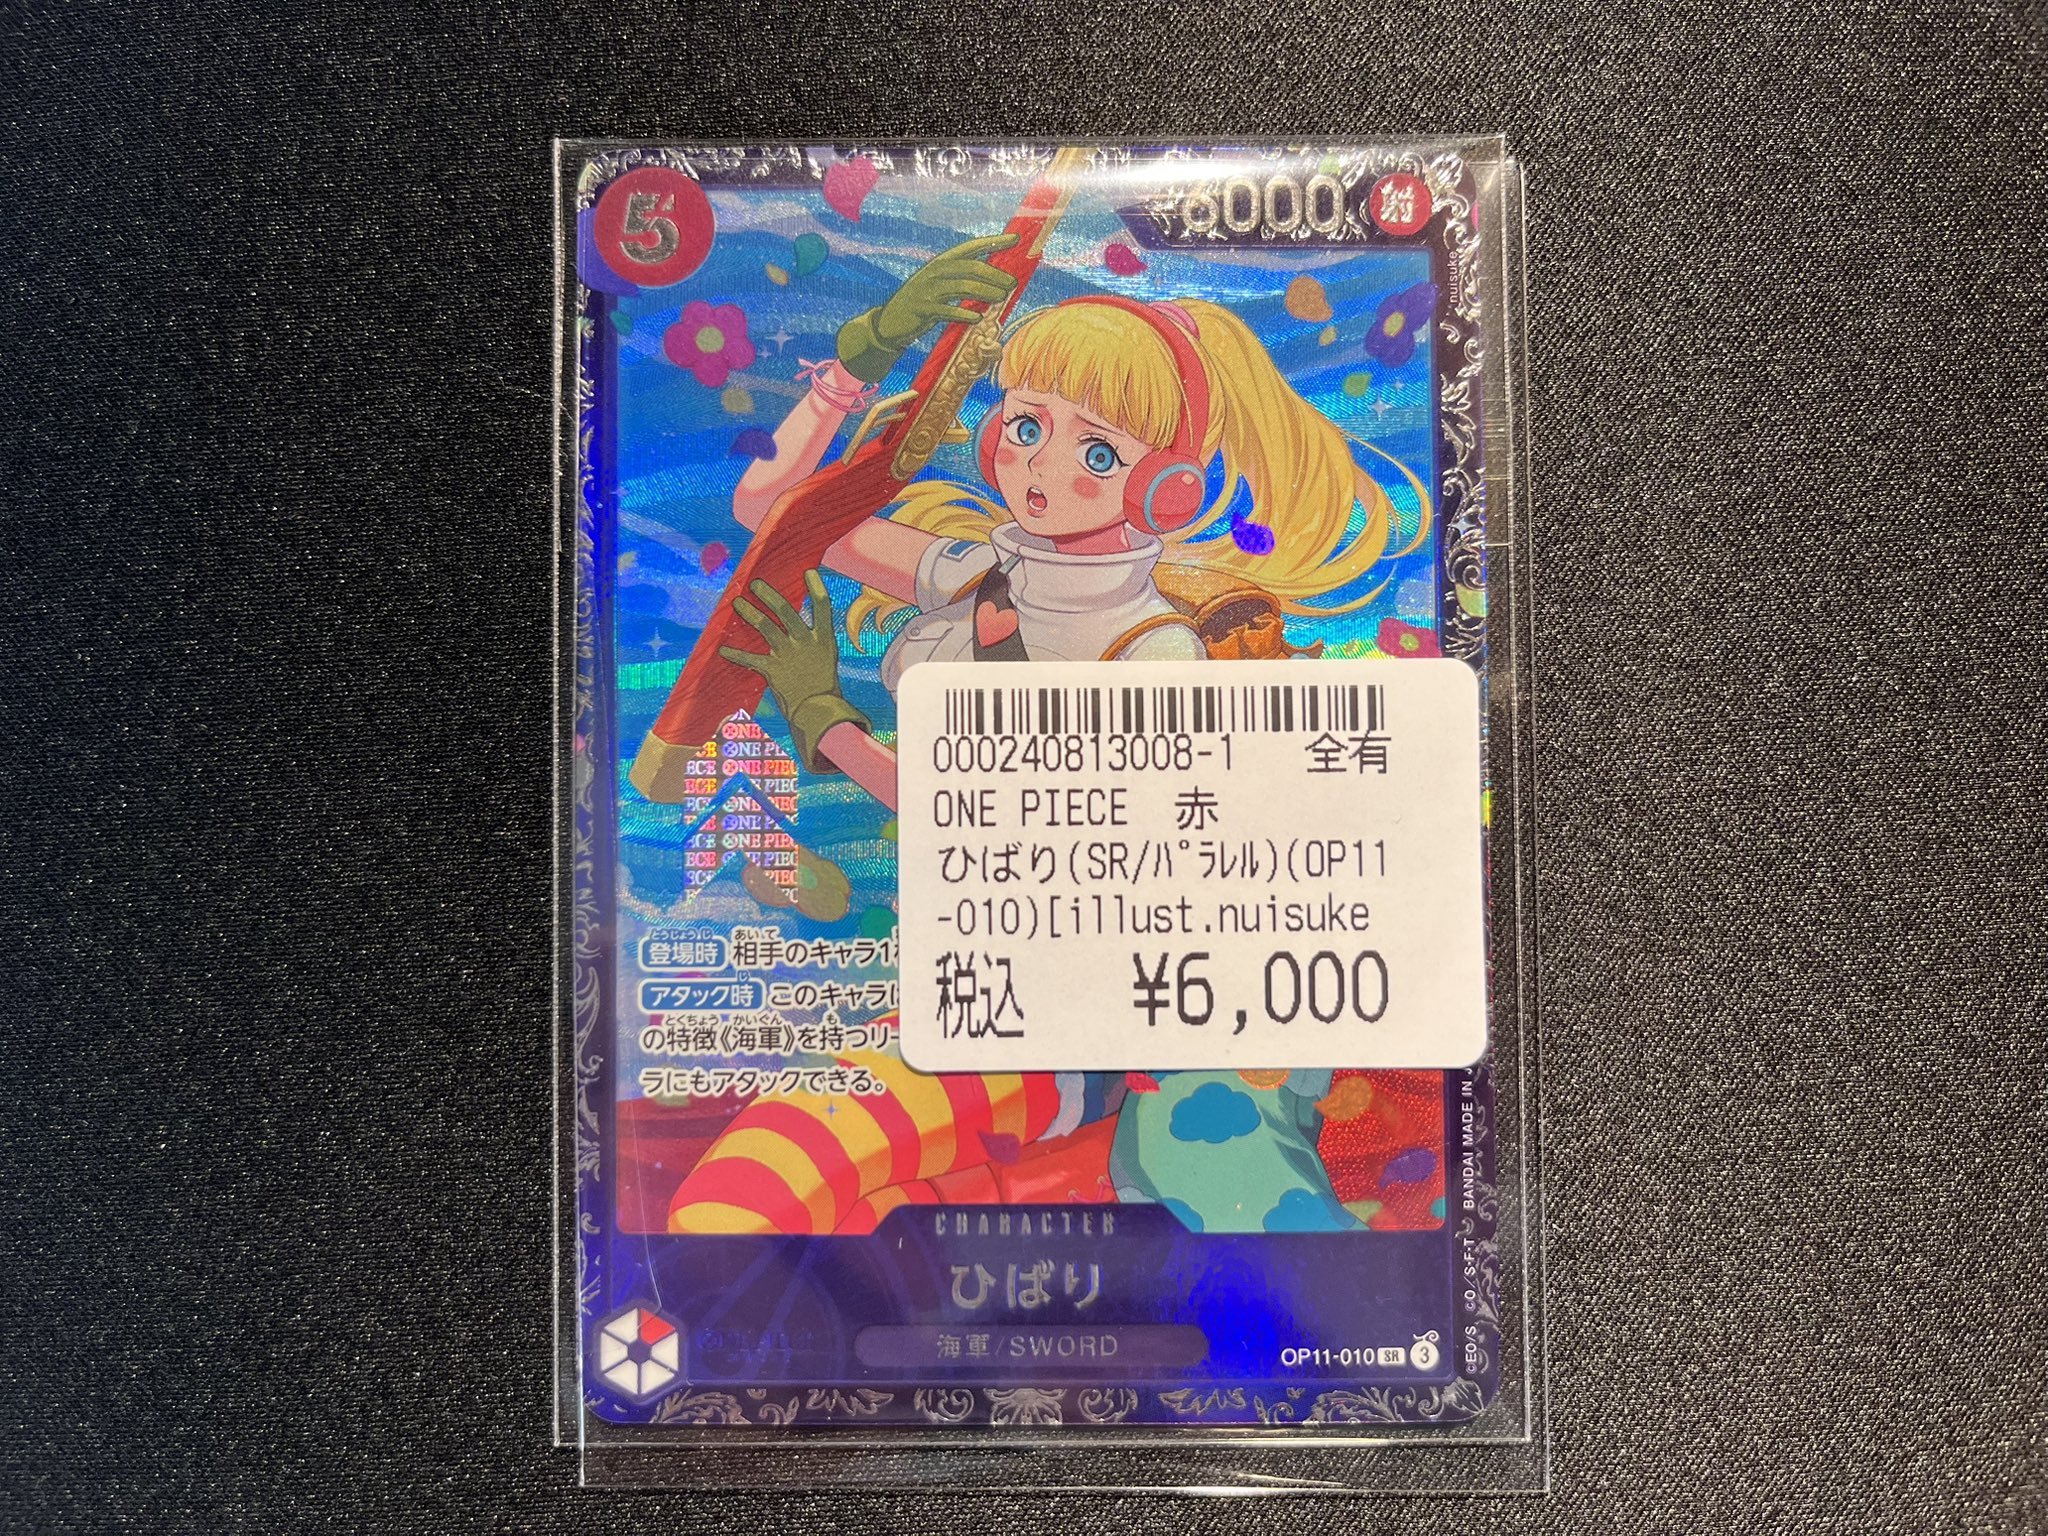 5
6000
射
nuisuke
000240813008-1 全有
ONE PIECE 赤
ひばり(SR/ﾊﾟﾗﾚﾙ)(OP11
-010)[illust.nuisuke
税込 ¥6,000
ONE PIECE
登場時 相手のキャラ1
アタック時 このキャラは
の特徴《海軍》を持つリー
ラにもアタックできる。
CHARACTER
ひばり
海軍/SWORD
OP11-010 SR 3
©EO/S ©O/S・F・T BANDAI MADE IN